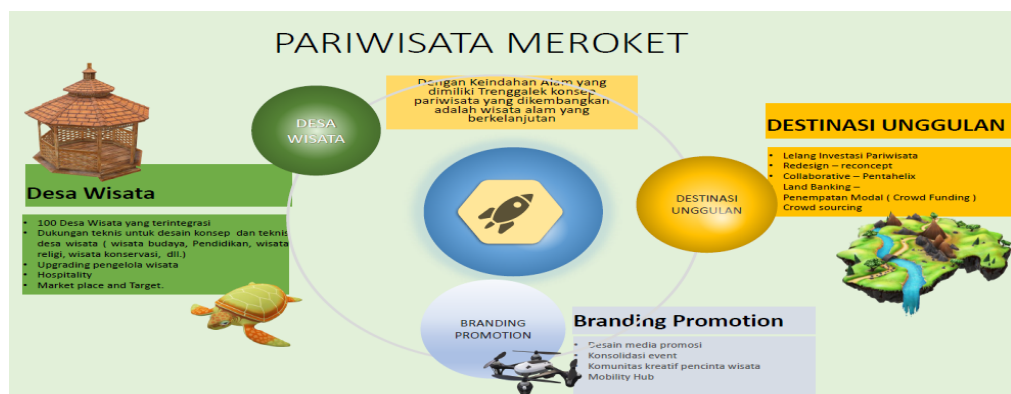 PARIWISATA MEROKET
Dengan Keindahan Alam yang
dimiliki Trenggalek konsep
pariwisata yang dikembangkan
adalah wisata alam yang
berkelanjutan
DESA
WISATA
Desa Wisata
• 100 Desa Wisata yang terintegrasi
• Dukungan teknis untuk desain konsep dan teknis
desa wisata ( wisata budaya, Pendidikan, wisata
religi, wisata konservasi, dll.)
• Upgrading pengelola wisata
• Hospitality
• Market place and Target.
DESTINASI
UNGGULAN
DESTINASI UNGGULAN
• Lelang Investasi Pariwisata
• Redesign – reconcept
• Collaborative – Pentahelix
Land Banking –
Penempatan Modal ( Crowd Funding )
Crowd sourcing
BRANDING
PROMOTION
Branding Promotion
• Desain media promosi
• Konsolidasi event
• Komunitas kreatif pencinta wisata
• Mobility Hub